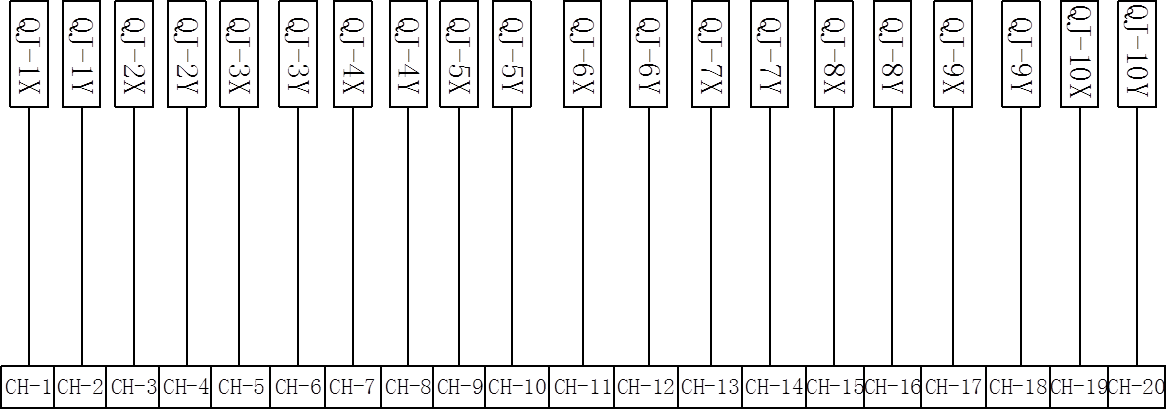 QJ-1X QJ-1Y QJ-2X QJ-2Y QJ-3X QJ-3Y QJ-4X QJ-4Y QJ-5X QJ-5Y QJ-6X QJ-6Y QJ-7X QJ-7Y QJ-8X QJ-8Y QJ-9X QJ-9Y QJ-10X QJ-10Y
CH-1 CH-2 CH-3 CH-4 CH-5 CH-6 CH-7 CH-8 CH-9 CH-10 CH-11 CH-12 CH-13 CH-14 CH-15 CH-16 CH-17 CH-18 CH-19 CH-20